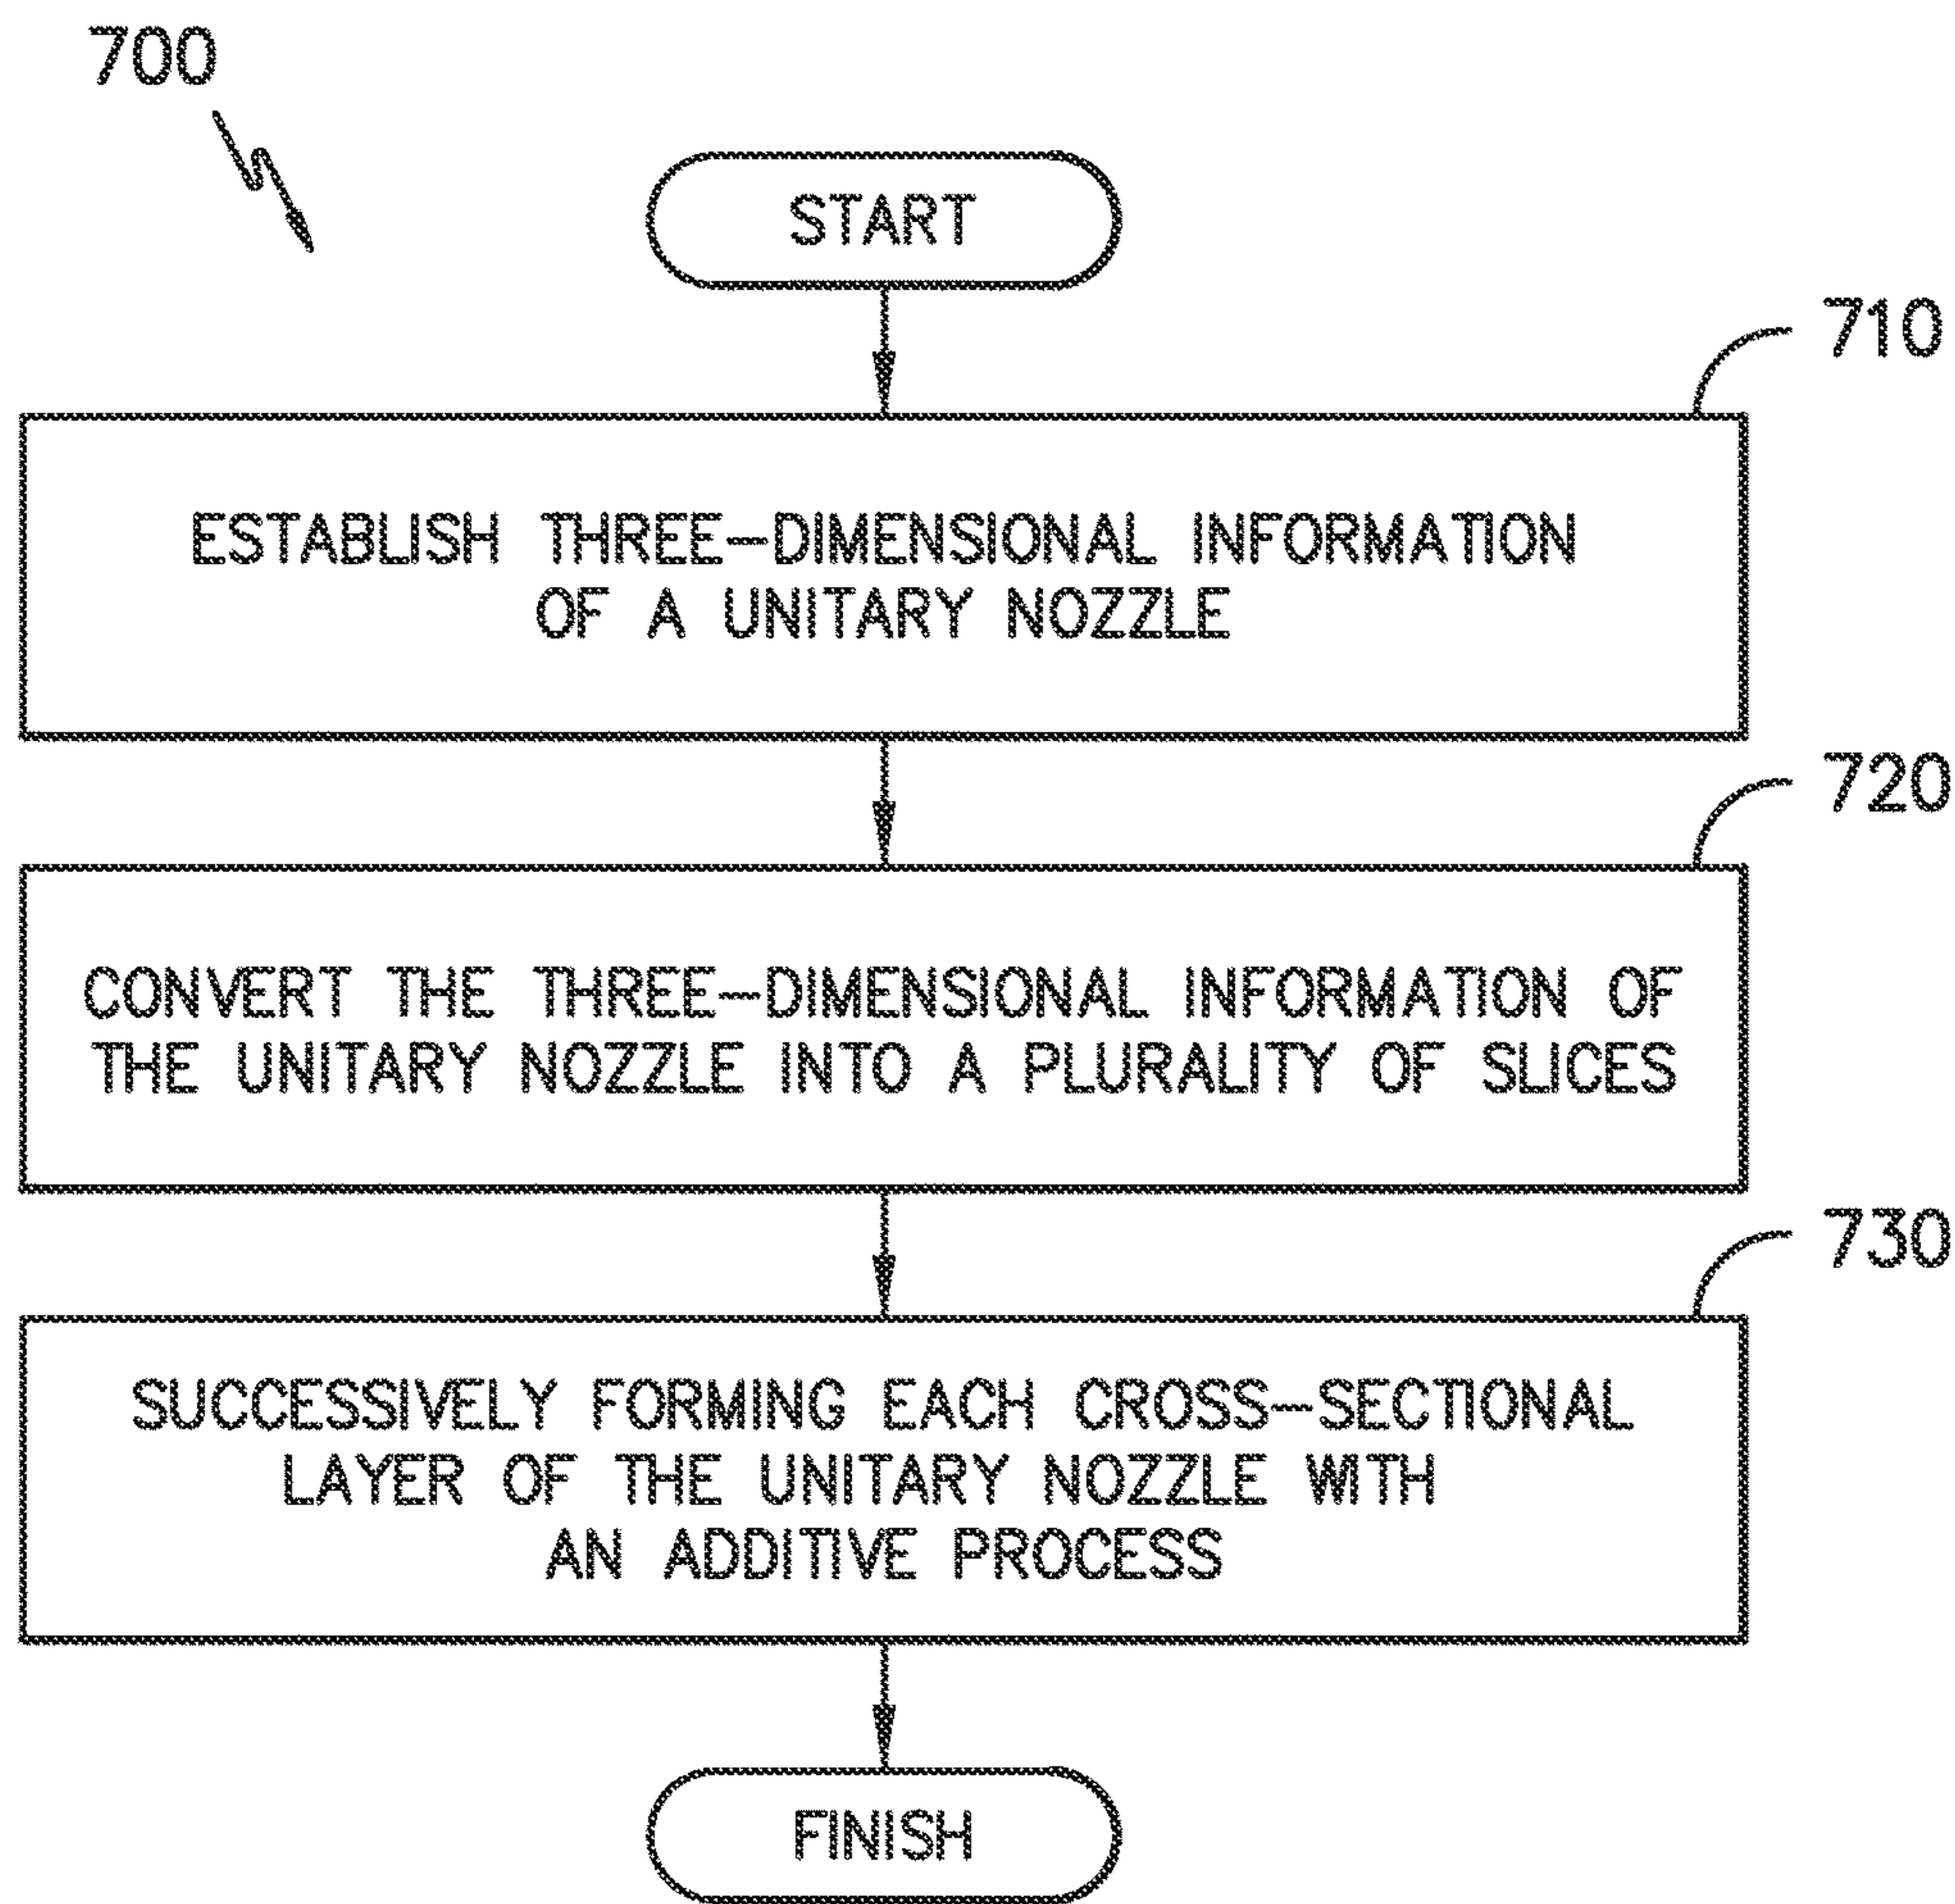 700
START
710
ESTABLISH THREE-DIMENSIONAL INFORMATION
OF A UNITARY NOZZLE
720
CONVERT THE THREE-DIMENSIONAL INFORMATION OF
THE UNITARY NOZZLE INTO A PLURALITY OF SLICES
730
SUCCESSIVELY FORMING EACH CROSS-SECTIONAL
LAYER OF THE UNITARY NOZZLE WITH
AN ADDITIVE PROCESS
FINISH